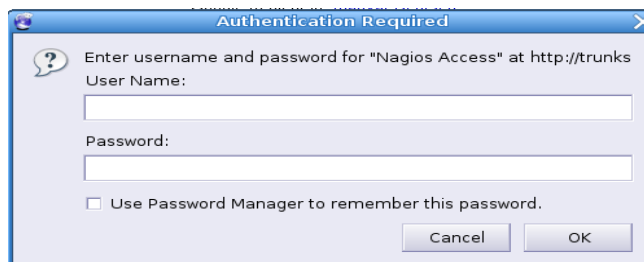 Authentication Required
Enter username and password for "Nagios Access" at http://trunks
User Name:
Password:
Use Password Manager to remember this password.
Cancel
OK